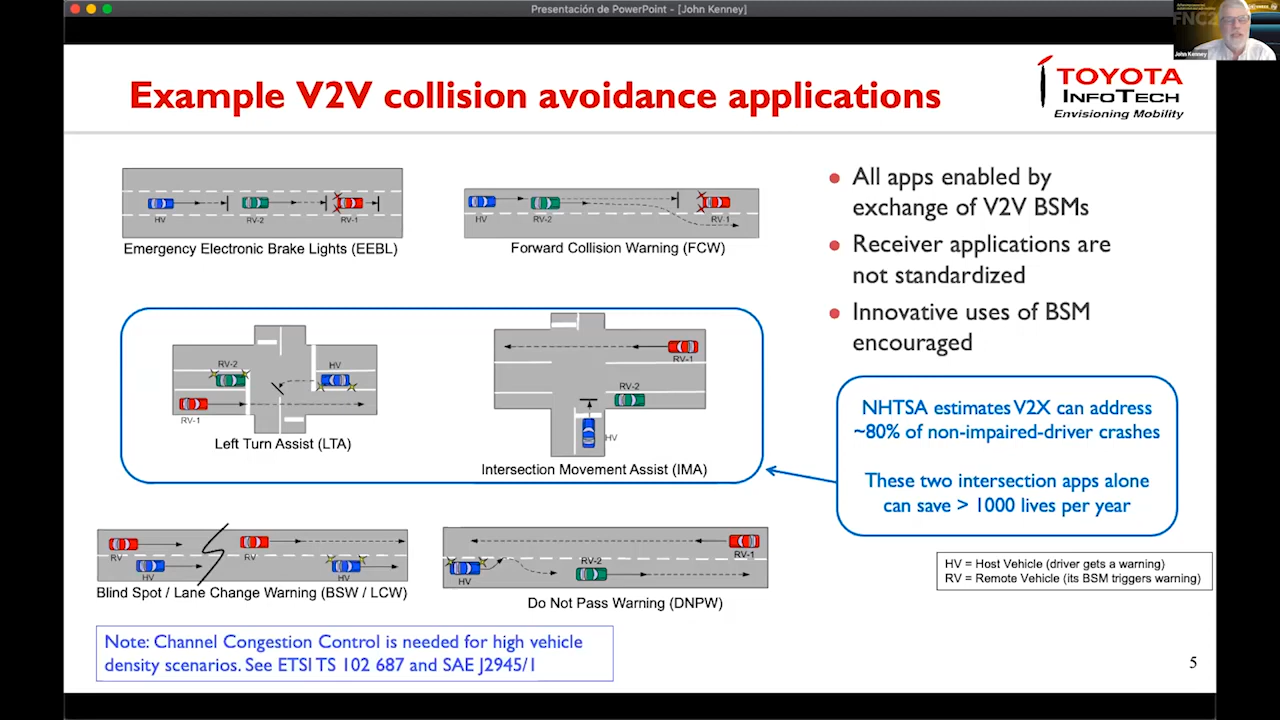 Presentación de PowerPoint - [John Kenney]
FNC2
John Kenney
Example V2V collision avoidance applications
TOYOTA
INFOTECH
Envisioning Mobility
HV
RV-2
RV-1
Emergency Electronic Brake Lights (EEBL)
HV
RV-2
RV-1
Forward Collision Warning (FCW)
All apps enabled by
exchange of V2V BSMs
Receiver applications are
not standardized
Innovative uses of BSM
encouraged
RV-2
HV
RV-1
Left Turn Assist (LTA)
RV-1
RV-2
HV
Intersection Movement Assist (IMA)
NHTSA estimates V2X can address
~80% of non-impaired-driver crashes
These two intersection apps alone
can save > 1000 lives per year
RV
HV
RV
HV
Blind Spot / Lane Change Warning (BSW / LCW)
RV-1
HV
RV-2
Do Not Pass Warning (DNPW)
HV = Host Vehicle (driver gets a warning)
RV = Remote Vehicle (its BSM triggers warning)
Note: Channel Congestion Control is needed for high vehicle
density scenarios. See ETSI TS 102 687 and SAE J2945/1
5